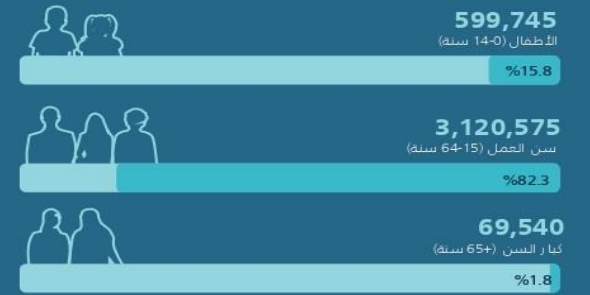 599,745
الأطفال (0-14 سنة)
%15.8
3,120,575
سن العمل (15-64 سنة)
%82.3
69,540
كبار السن (+65 سنة)
%1.8